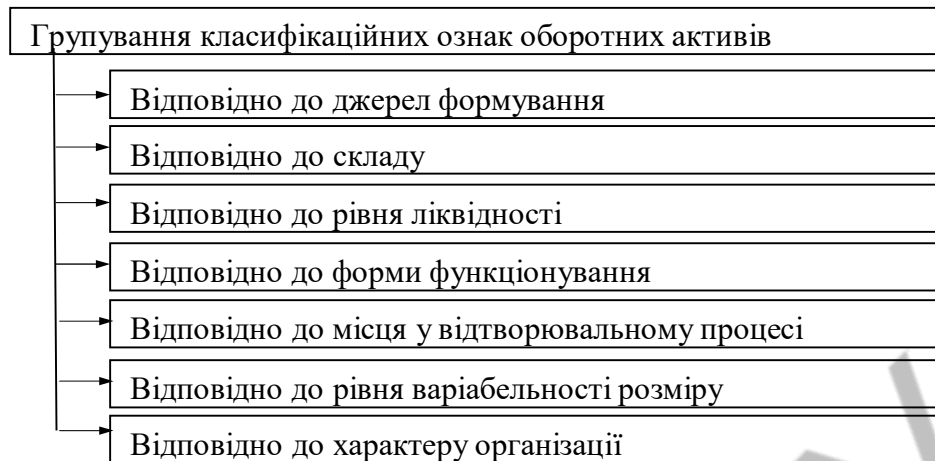 Групування класифікаційних ознак оборотних активів
Відповідно до джерел формування
Відповідно до складу
Відповідно до рівня ліквідності
Відповідно до форми функціонування
Відповідно до місця у відтворювальному процесі
Відповідно до рівня варіабельності розміру
Відповідно до характеру організації